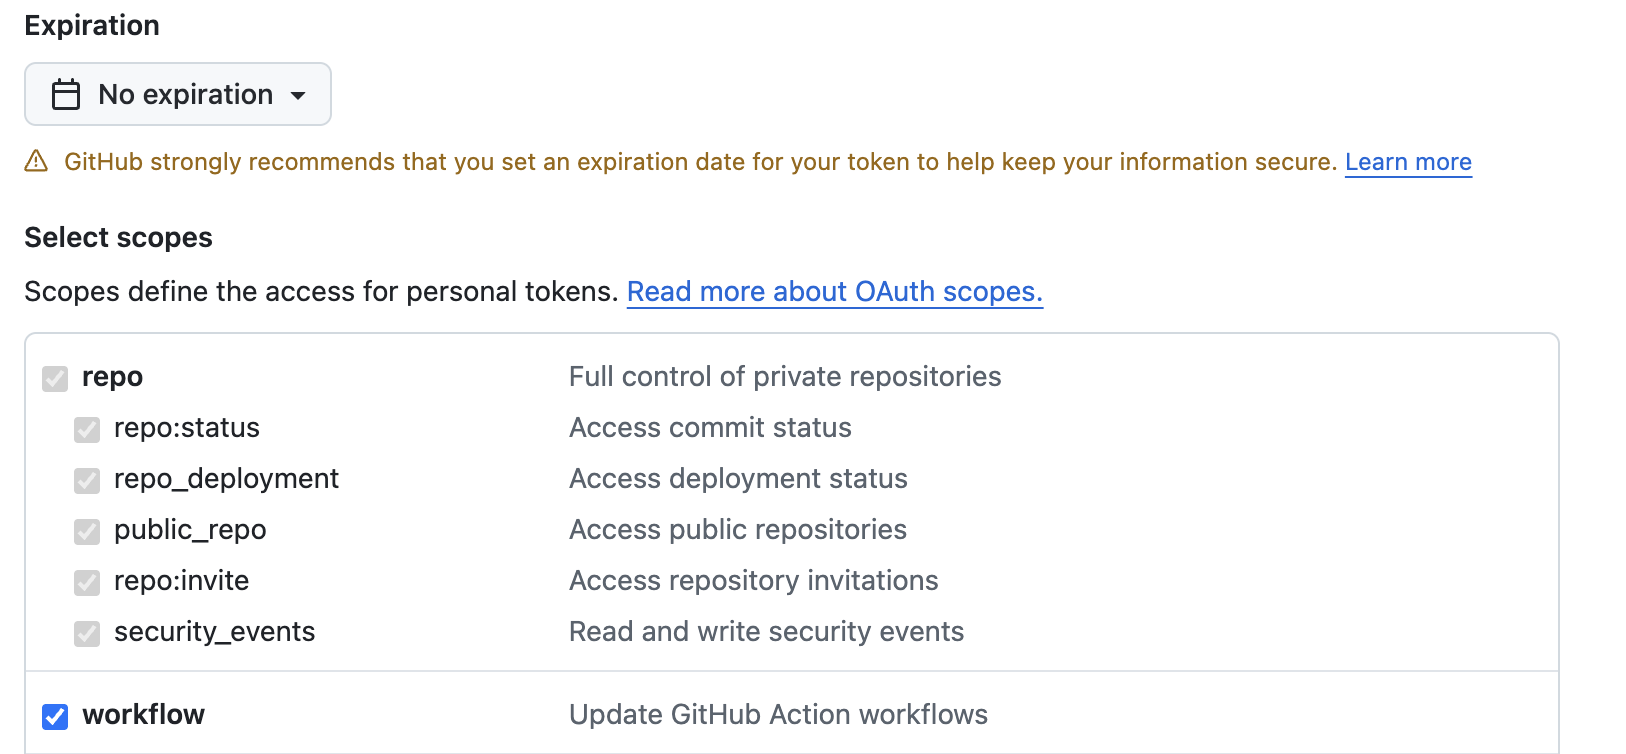 Expiration
No expiration
GitHub strongly recommends that you set an expiration date for your token to help keep your information secure. Learn more
Select scopes
Scopes define the access for personal tokens. Read more about OAuth scopes.
repo Full control of private repositories
repo:status Access commit status
repo_deployment Access deployment status
public_repo Access public repositories
repo:invite Access repository invitations
security_events Read and write security events
workflow Update GitHub Action workflows